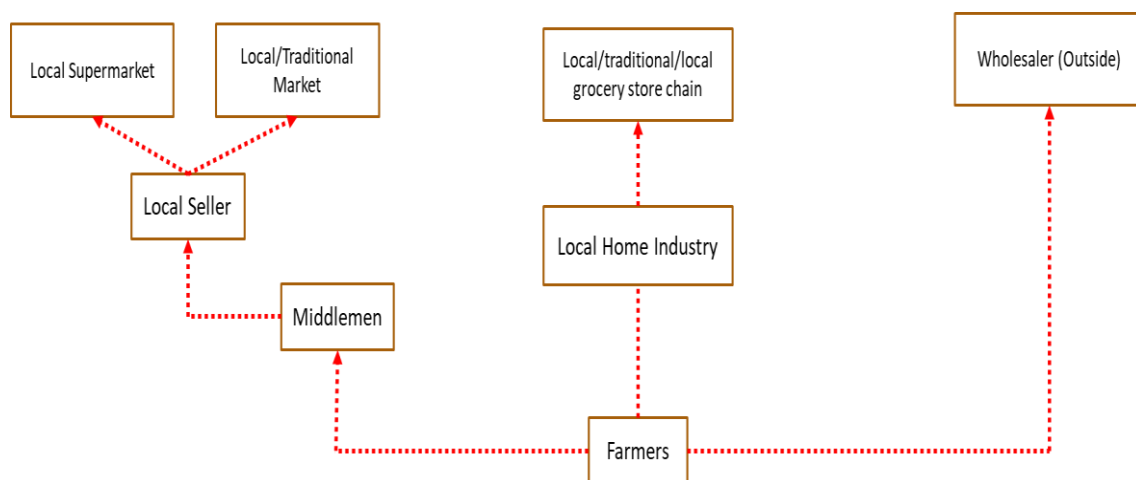 Local Supermarket
Local/Traditional
Market
Local/traditional/local
grocery store chain
Wholesaler (Outside)
Local Seller
Local Home Industry
Middlemen
Farmers